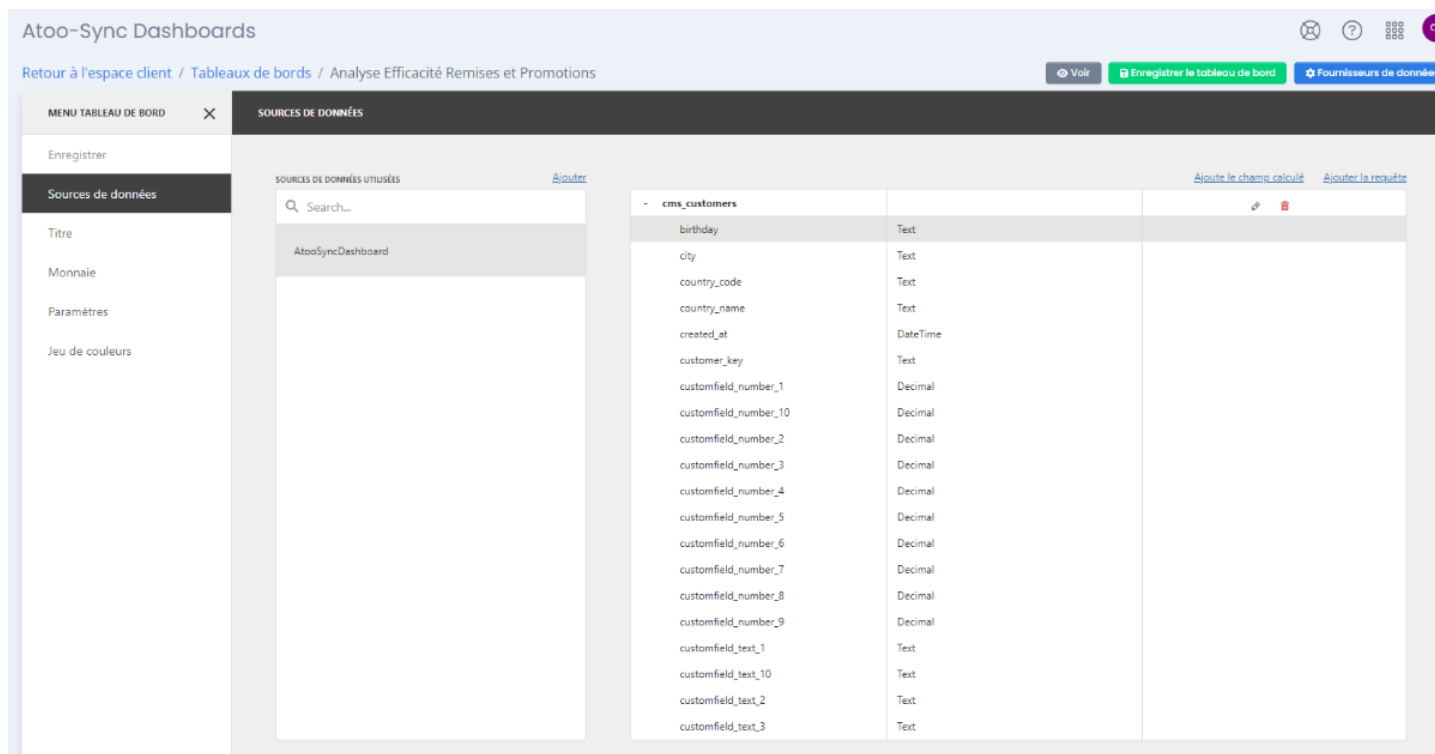 Atoo-Sync Dashboards
Retour à l'espace client / Tableaux de bords / Analyse Efficacité Remises et Promotions
Voir
Enregistrer le tableau de bord
Fournisseurs de données
MENU TABLEAU DE BORD
SOURCES DE DONNÉES
Enregistrer
Sources de données
Titre
Monnaie
Paramètres
Jeu de couleurs
SOURCES DE DONNÉES UTILISÉES
Ajouter
Search...
AtooSyncDashboard
Ajoute le champ calculé
Ajouter la requête
- cms_customers
birthday Text
city Text
country_code Text
country_name Text
created_at DateTime
customer_key Text
customfield_number_1 Decimal
customfield_number_10 Decimal
customfield_number_2 Decimal
customfield_number_3 Decimal
customfield_number_4 Decimal
customfield_number_5 Decimal
customfield_number_6 Decimal
customfield_number_7 Decimal
customfield_number_8 Decimal
customfield_number_9 Decimal
customfield_text_1 Text
customfield_text_10 Text
customfield_text_2 Text
customfield_text_3 Text